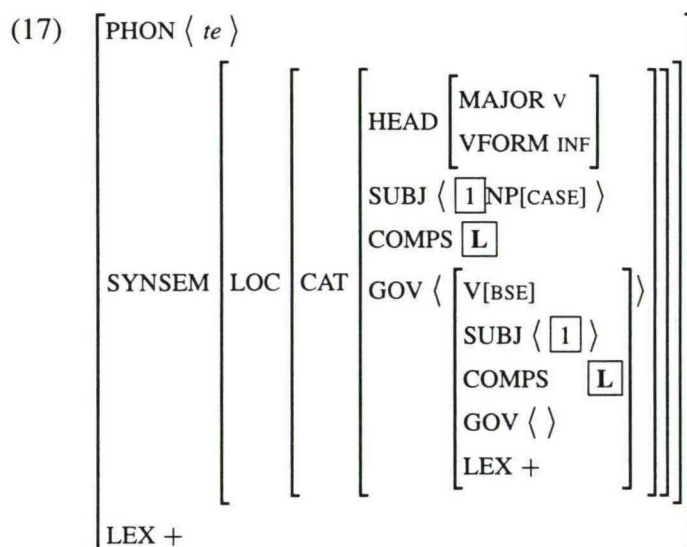 (17) PHON ⟨ te ⟩
HEAD MAJOR V
VFORM INF
SUBJ ⟨ 1 NP[CASE] ⟩
COMPS L
SYNSEM LOC CAT GOV ⟨ V[BSE]
SUBJ ⟨ 1 ⟩
COMPS L
GOV ⟨ ⟩
LEX + ⟩
LEX +